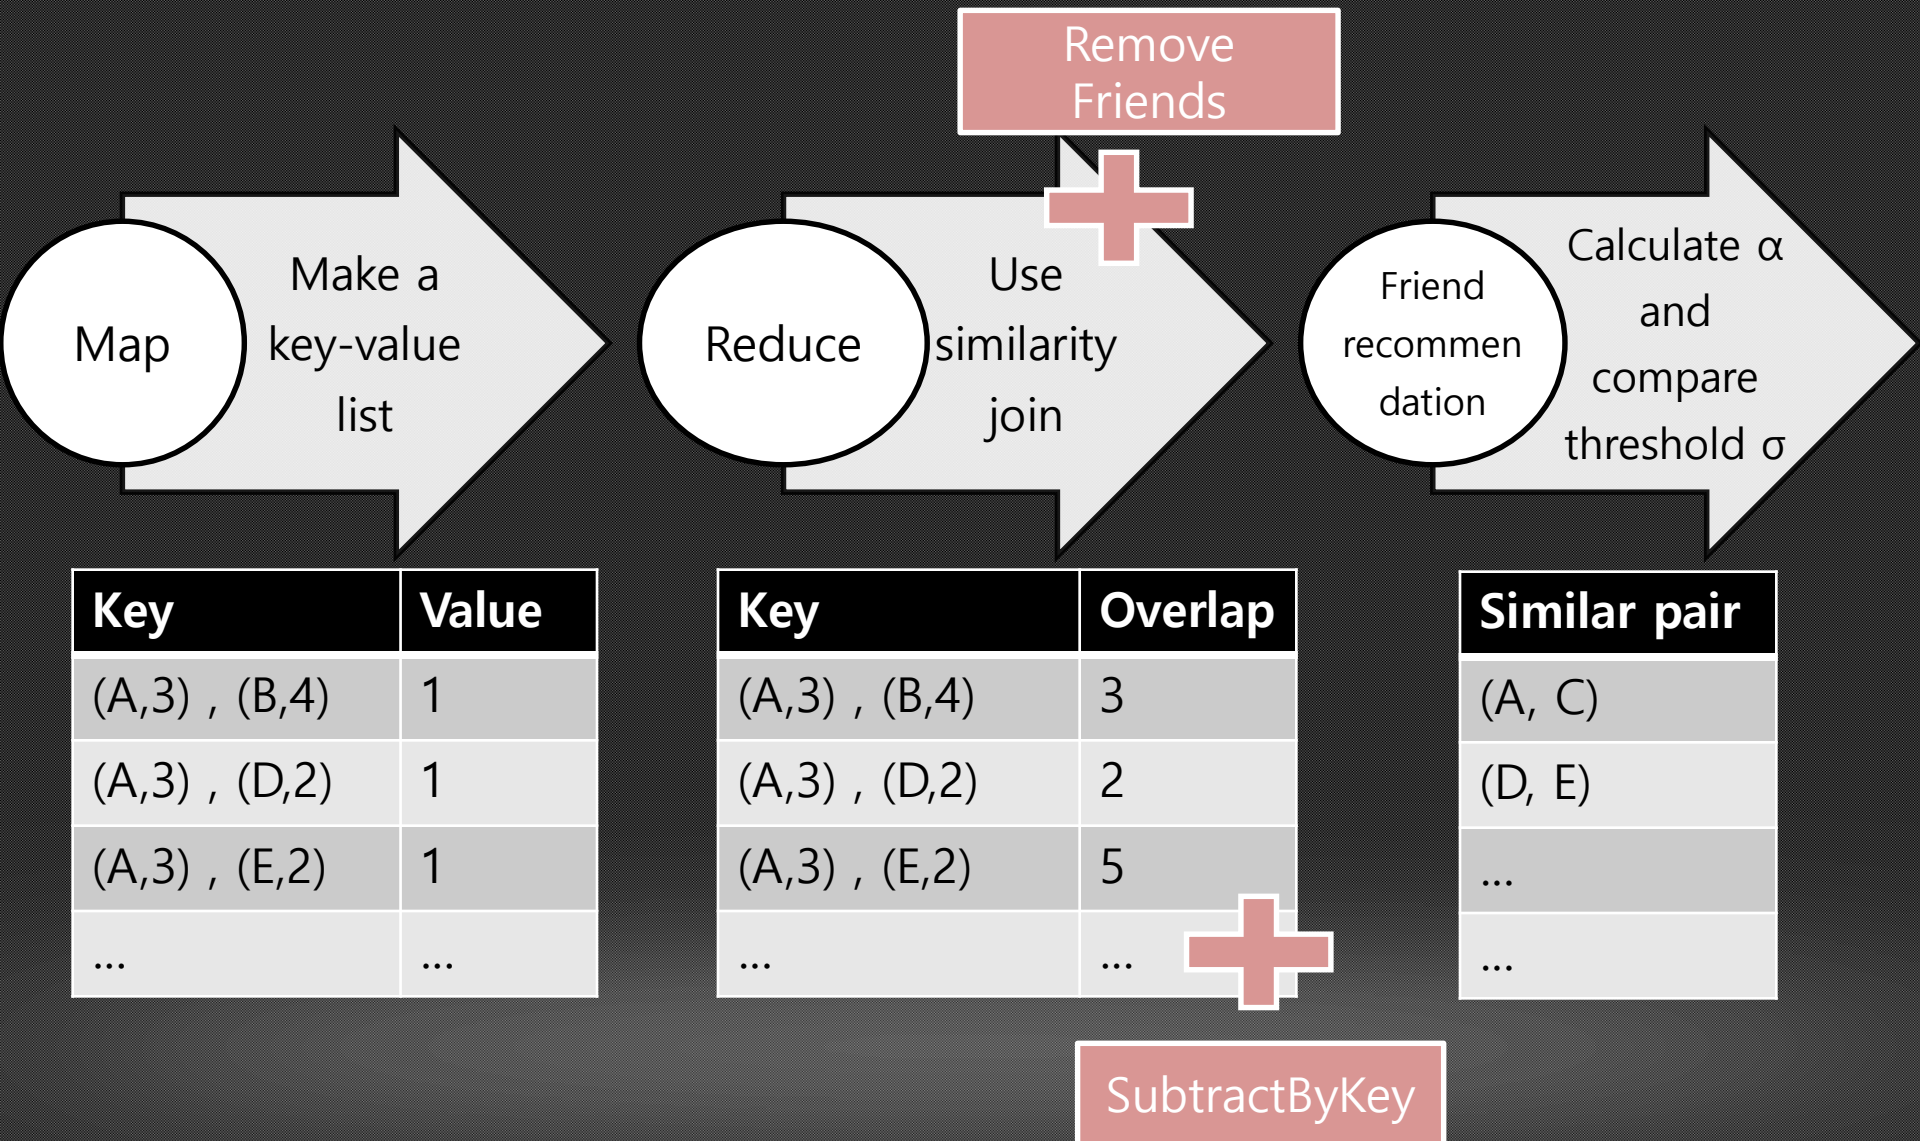 Remove
Friends
Map
Make a
key-value
list
Reduce
Use
similarity
join
Friend
recommen
dation
Calculate α
and
compare
threshold σ
Key Value
(A,3) , (B,4) 1
(A,3) , (D,2) 1
(A,3) , (E,2) 1
... ...
Key Overlap
(A,3) , (B,4) 3
(A,3) , (D,2) 2
(A,3) , (E,2) 5
... ...
Similar pair
(A, C)
(D, E)
...
...
SubtractByKey